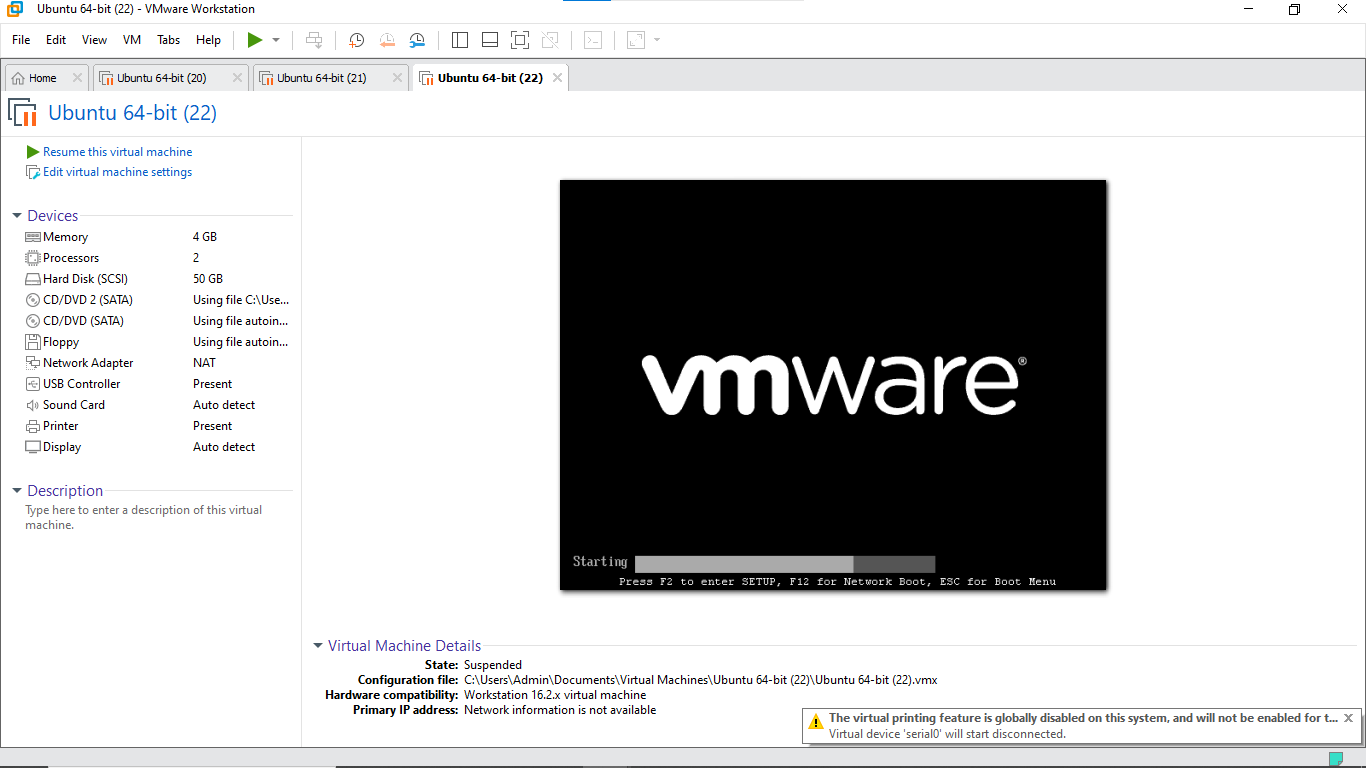 Ubuntu 64-bit (22) - VMware Workstation
File Edit View VM Tabs Help
Home Ubuntu 64-bit (20) Ubuntu 64-bit (21) Ubuntu 64-bit (22)
Ubuntu 64-bit (22)
Resume this virtual machine
Edit virtual machine settings
Devices
Memory 4 GB
Processors 2
Hard Disk (SCSI) 50 GB
CD/DVD 2 (SATA) Using file C:\Use...
CD/DVD (SATA) Using file autoin...
Floppy Using file autoin...
Network Adapter NAT
USB Controller Present
Sound Card Auto detect
Printer Present
Display Auto detect
Description
Type here to enter a description of this virtual
machine.
vmware®
Starting
Press F2 to enter SETUP, F12 for Network Boot, ESC for Boot Menu
Virtual Machine Details
State: Suspended
Configuration file: C:\Users\Admin\Documents\Virtual Machines\Ubuntu 64-bit (22)\Ubuntu 64-bit (22).vmx
Hardware compatibility: Workstation 16.2.x virtual machine
Primary IP address: Network information is not available
The virtual printing feature is globally disabled on this system, and will not be enabled for t...
Virtual device 'serial0' will start disconnected.